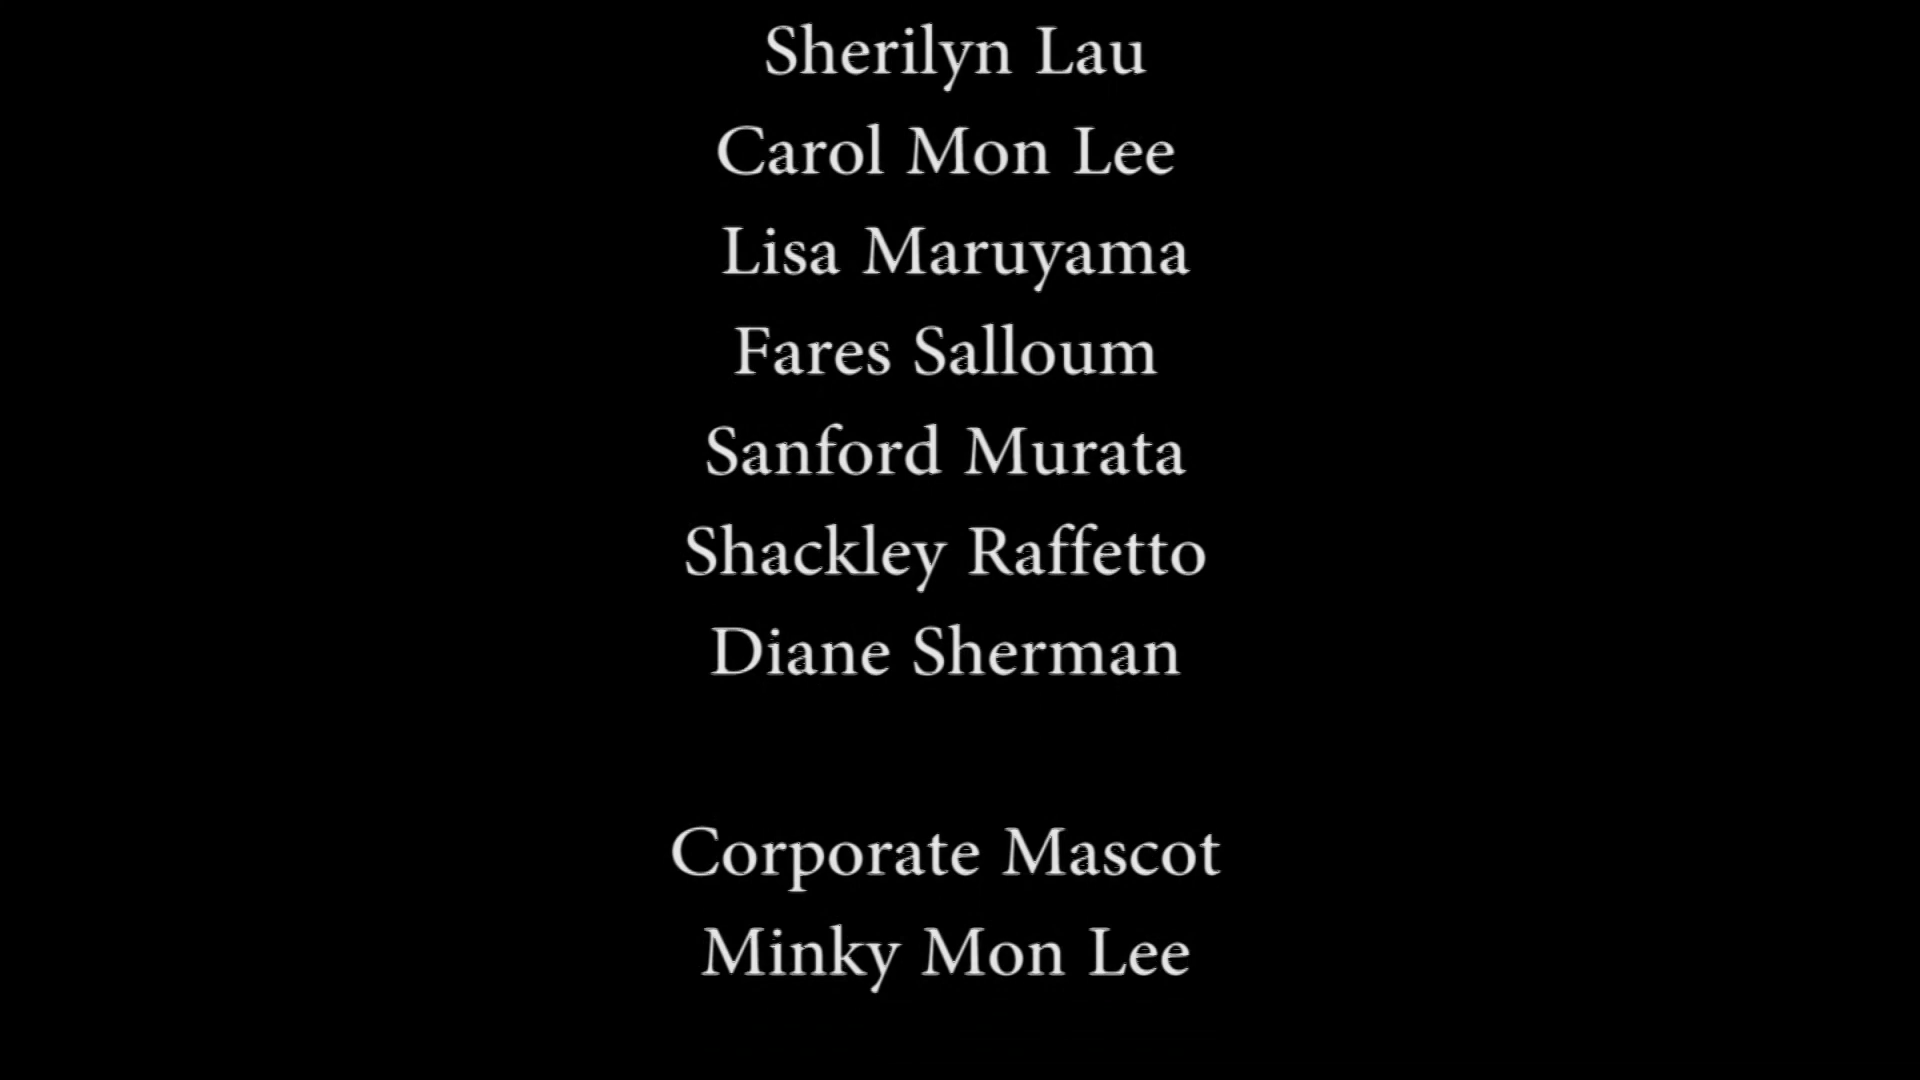 Sherilyn Lau
Carol Mon Lee
Lisa Maruyama
Fares Salloum
Sanford Murata
Shackley Raffetto
Diane Sherman
Corporate Mascot
Minky Mon Lee